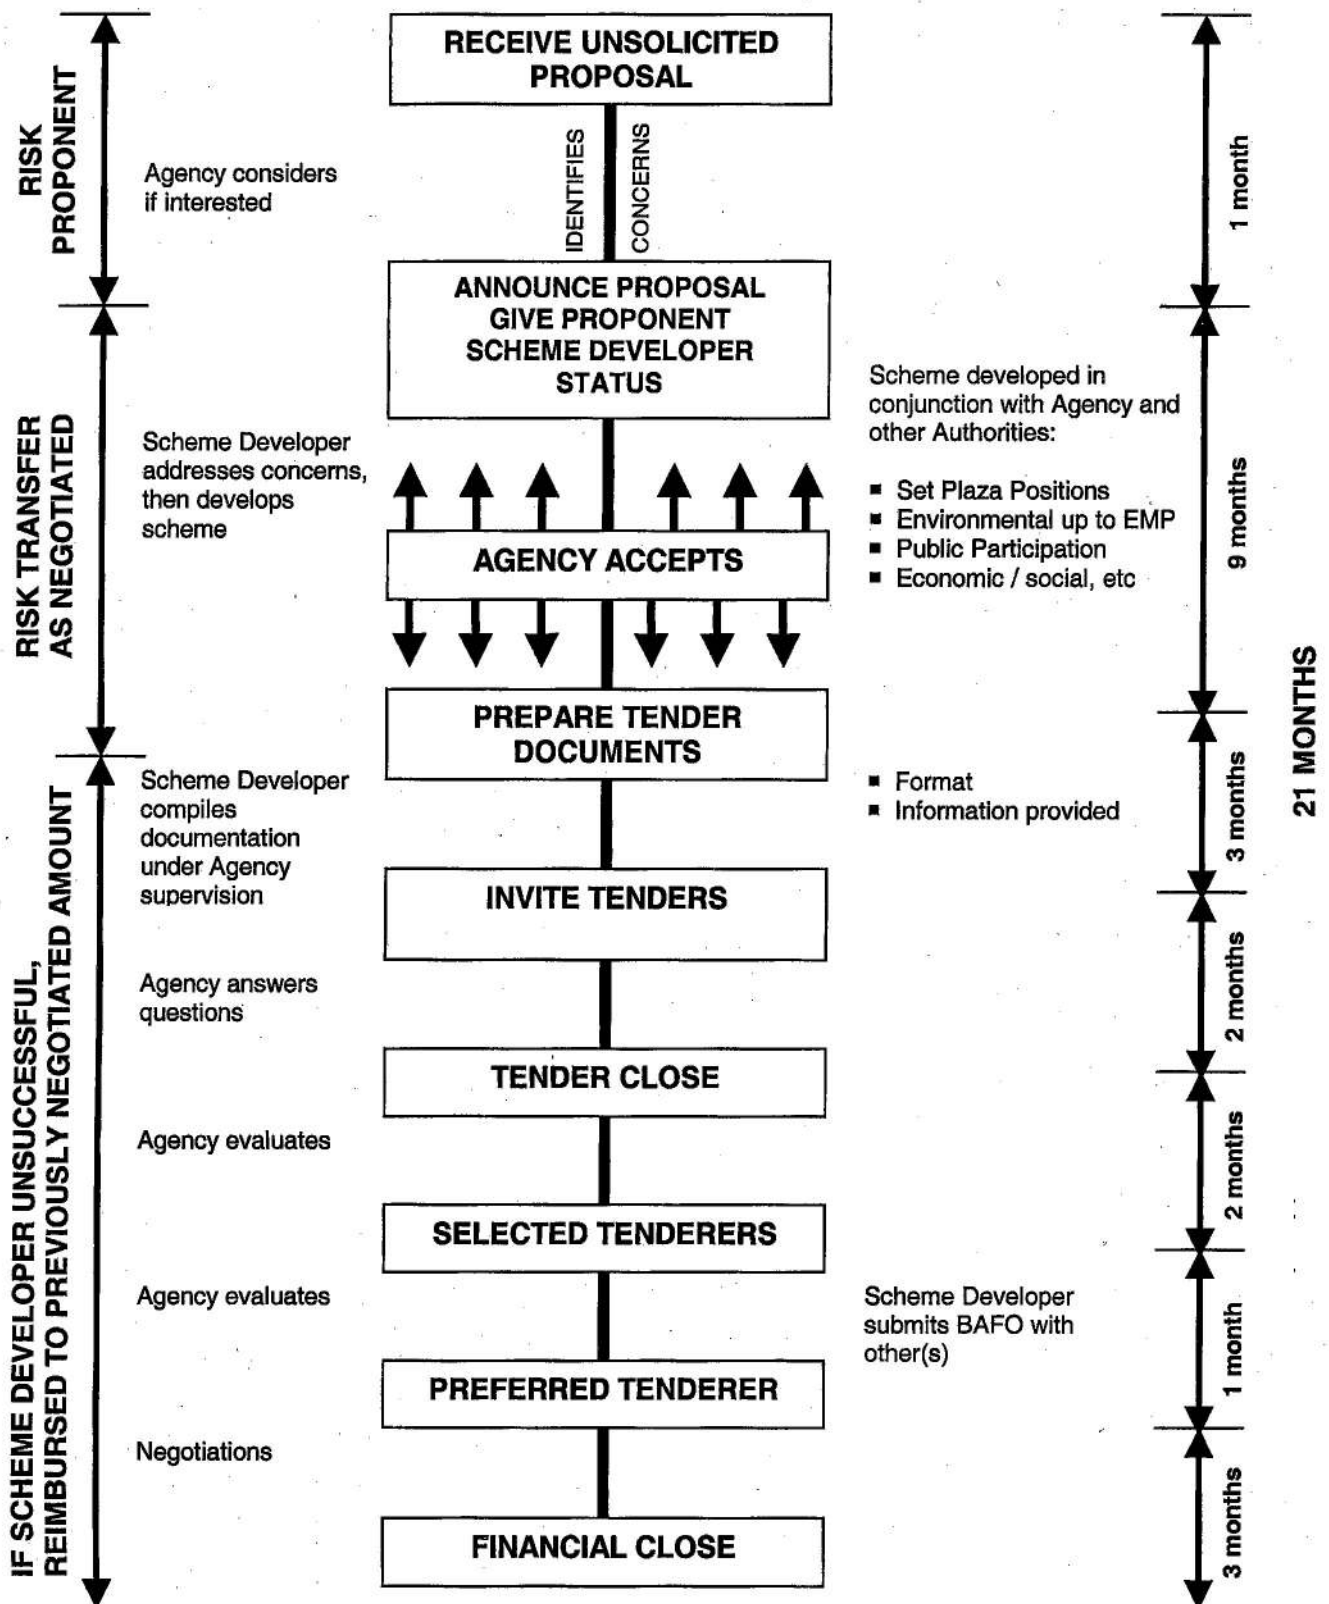 RECEIVE UNSOLICITED
PROPOSAL
RISK
PROPONENT
Agency considers
if interested
IDENTIFIES
CONCERNS
1 month
ANNOUNCE PROPOSAL
GIVE PROPONENT
SCHEME DEVELOPER
STATUS
RISK TRANSFER
AS NEGOTIATED
Scheme Developer
addresses concerns,
then develops
scheme
Scheme developed in
conjunction with Agency and
other Authorities:
■ Set Plaza Positions
■ Environmental up to EMP
■ Public Participation
■ Economic / social, etc
9 months
AGENCY ACCEPTS
21 MONTHS
PREPARE TENDER
DOCUMENTS
IF SCHEME DEVELOPER UNSUCCESSFUL,
REIMBURSED TO PREVIOUSLY NEGOTIATED AMOUNT
Scheme Developer
compiles
documentation
under Agency
supervision
■ Format
■ Information provided
3 months
INVITE TENDERS
Agency answers
questions
2 months
TENDER CLOSE
Agency evaluates
2 months
SELECTED TENDERERS
Agency evaluates
Scheme Developer
submits BAFO with
other(s)
1 month
PREFERRED TENDERER
Negotiations
3 months
FINANCIAL CLOSE